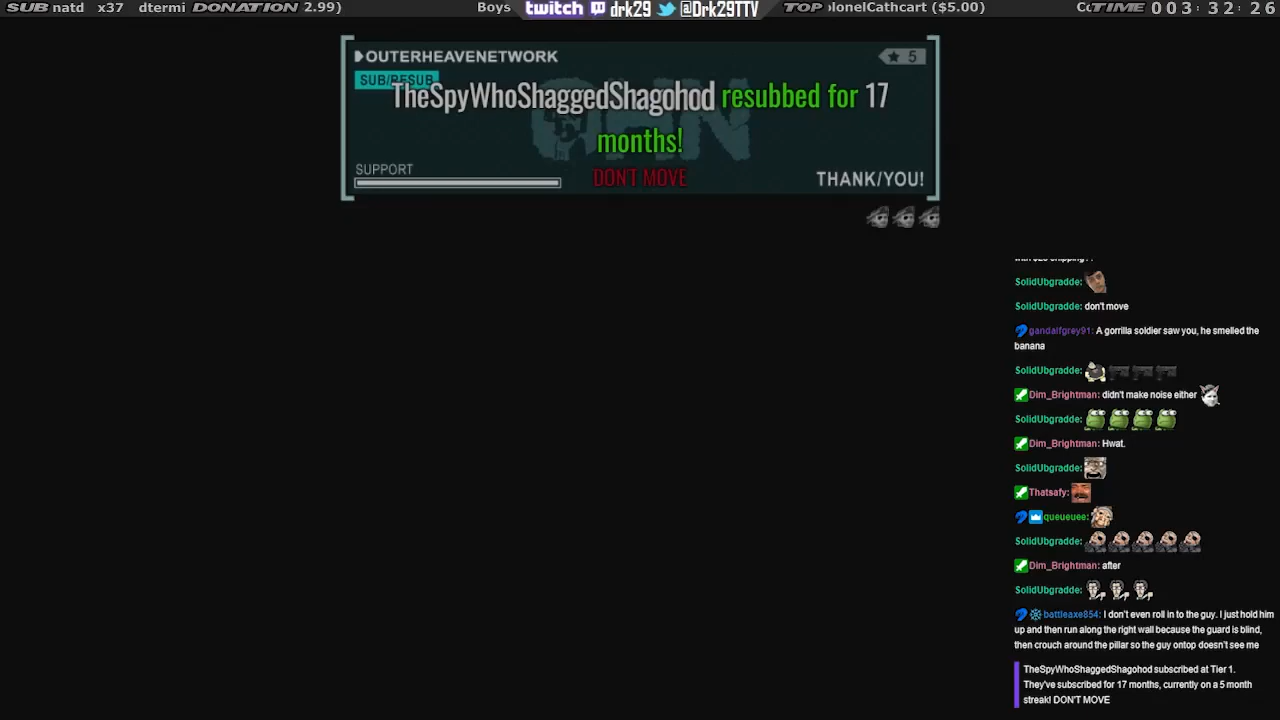 SUB natd x37 dtermi DONATION 2.99) Boys twitch drk29 @Drk29TTV TOP lonelCathcart ($5.00) TIME 003:32:26
OUTERHEAVENETWORK
5
SUB/RESUB
TheSpyWhoShaggedShagohod resubbed for 17
months!
SUPPORT
DON'T MOVE
THANK/YOU!
SolidUbgradde:
SolidUbgradde: don't move
gandalfgrey91: A gorrilla soldier saw you, he smelled the
banana
SolidUbgradde:
Dim_Brightman: didn't make noise either
SolidUbgradde:
Dim_Brightman: Hwat.
SolidUbgradde:
Thatsafy:
queueuee:
SolidUbgradde:
Dim_Brightman: after
SolidUbgradde:
battleaxe854: I don't even roll in to the guy. I just hold him
up and then run along the right wall because the guard is blind,
then crouch around the pillar so the guy ontop doesn't see me
TheSpyWhoShaggedShagohod subscribed at Tier 1.
They've subscribed for 17 months, currently on a 5 month
streak! DON'T MOVE